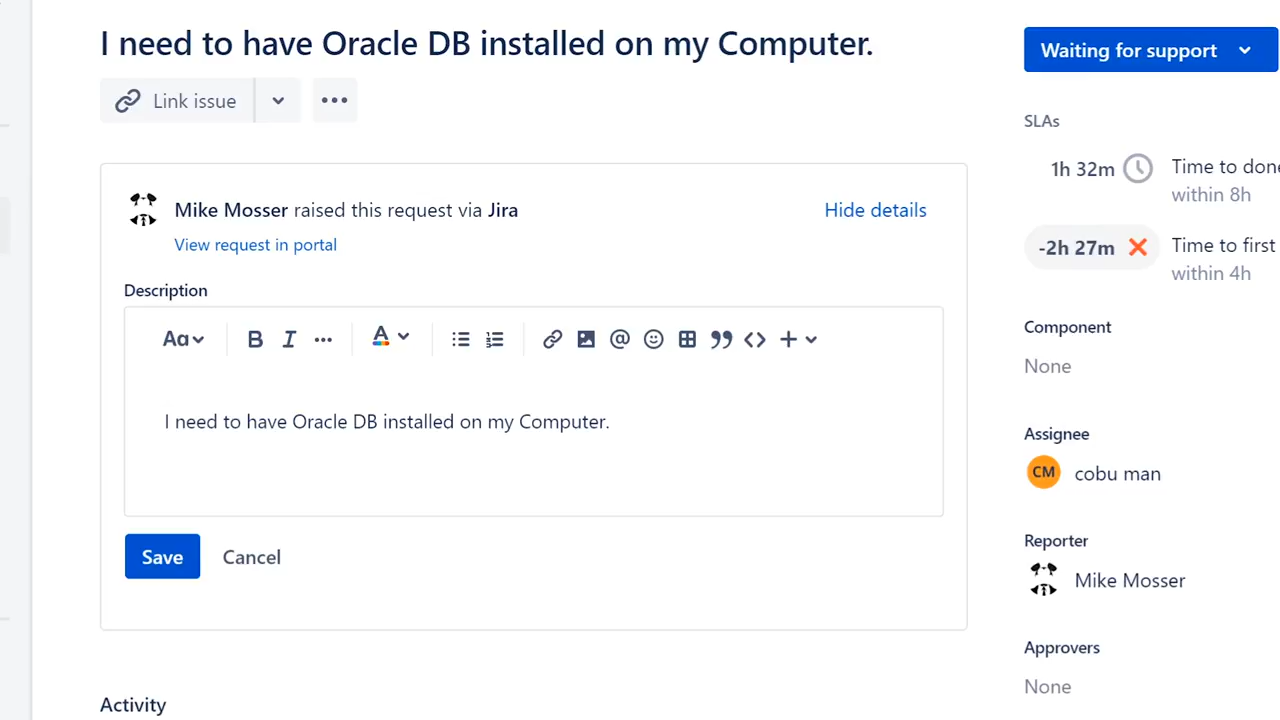 I need to have Oracle DB installed on my Computer.
Link issue
Mike Mosser raised this request via Jira
Hide details
View request in portal
Description
Aa
B I
A
@
I need to have Oracle DB installed on my Computer.
Save
Cancel
Activity
Waiting for support
SLAs
1h 32m
Time to done
within 8h
-2h 27m
Time to first
within 4h
Component
None
Assignee
CM
cobu man
Reporter
Mike Mosser
Approvers
None